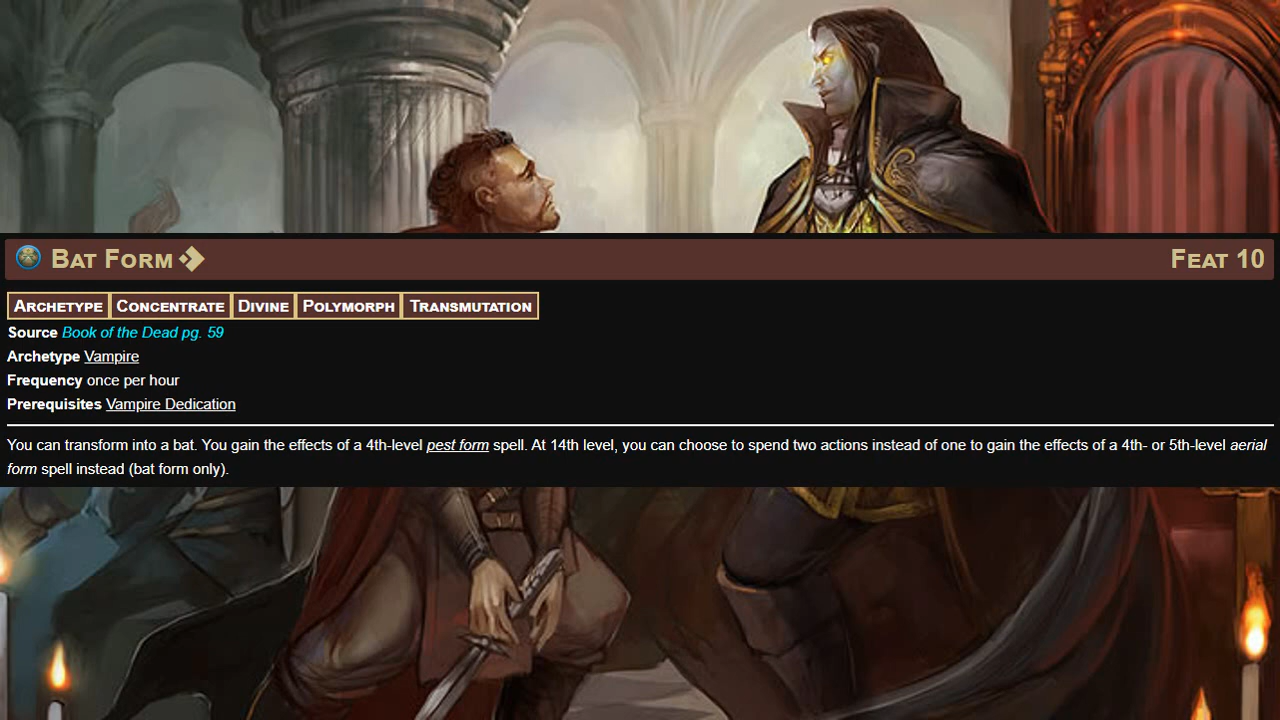 Bat Form
Feat 10
Archetype Concentrate Divine Polymorph Transmutation
Source Book of the Dead pg. 59
Archetype Vampire
Frequency once per hour
Prerequisites Vampire Dedication
You can transform into a bat. You gain the effects of a 4th-level pest form spell. At 14th level, you can choose to spend two actions instead of one to gain the effects of a 4th- or 5th-level aerial
form spell instead (bat form only).